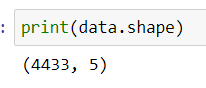 : print(data.shape)
(4433, 5)